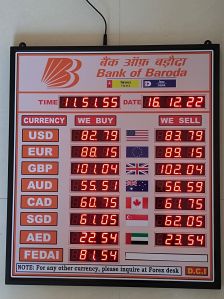 बैंक ऑफ़ बड़ौदा
Bank of Baroda
TIME 11.51.55 DATE 16.12.22
CURRENCY WE BUY WE SELL
USD 82.79 83.79
EUR 88.15 89.15
GBP 101.04 102.04
AUD 55.51 56.59
CAD 60.75 61.75
SGD 61.05 62.05
AED 22.54 23.54
FEDAI 81.54
NOTE: For any other currency, please inquire at Forex desk D.G.I